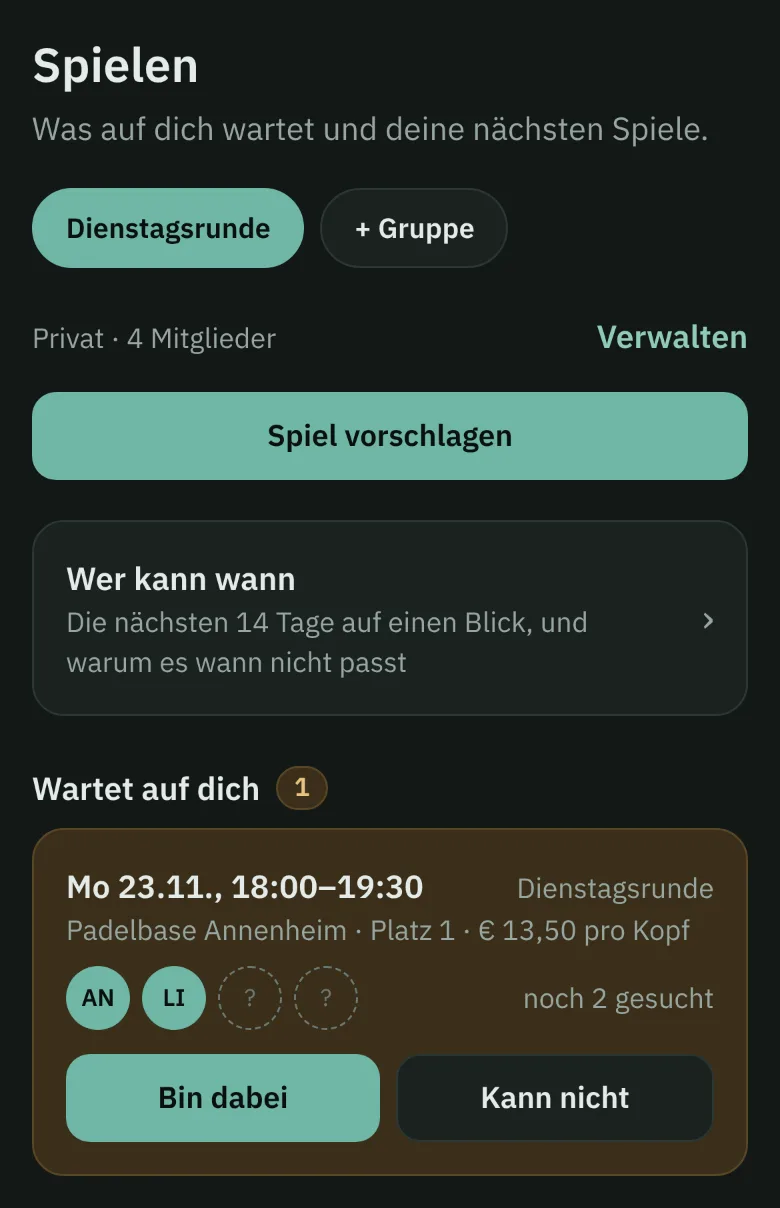 Spielen
Was auf dich wartet und deine nächsten Spiele.
Dienstagsrunde + Gruppe
Privat · 4 Mitglieder Verwalten
Spiel vorschlagen
Wer kann wann
Die nächsten 14 Tage auf einen Blick, und
warum es wann nicht passt
Wartet auf dich 1
Mo 23.11., 18:00–19:30 Dienstagsrunde
Padelbase Annenheim · Platz 1 · € 13,50 pro Kopf
AN LI ? ? noch 2 gesucht
Bin dabei Kann nicht